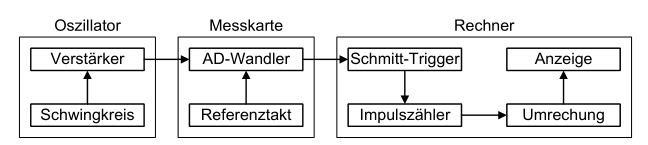 Oszillator
Messkarte
Rechner
Verstärker
AD-Wandler
Schmitt-Trigger
Anzeige
Schwingkreis
Referenztakt
Impulszähler
Umrechung